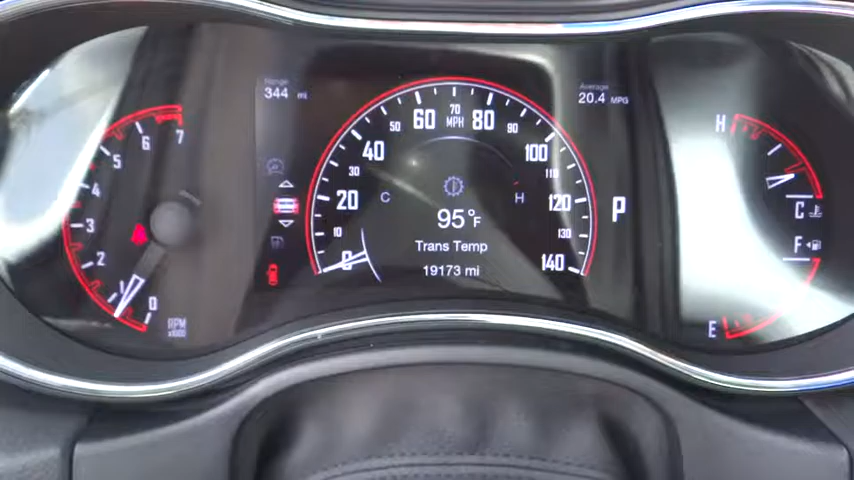 Range
344 mi
Average
20.4 MPG
7
6
5
4
3
2
1
0
RPM
x1000
0
10
20
30
40
50
60
70
MPH
80
90
100
110
120
130
140
C
H
95°F
Trans Temp
19173 mi
P
H
C
F
E